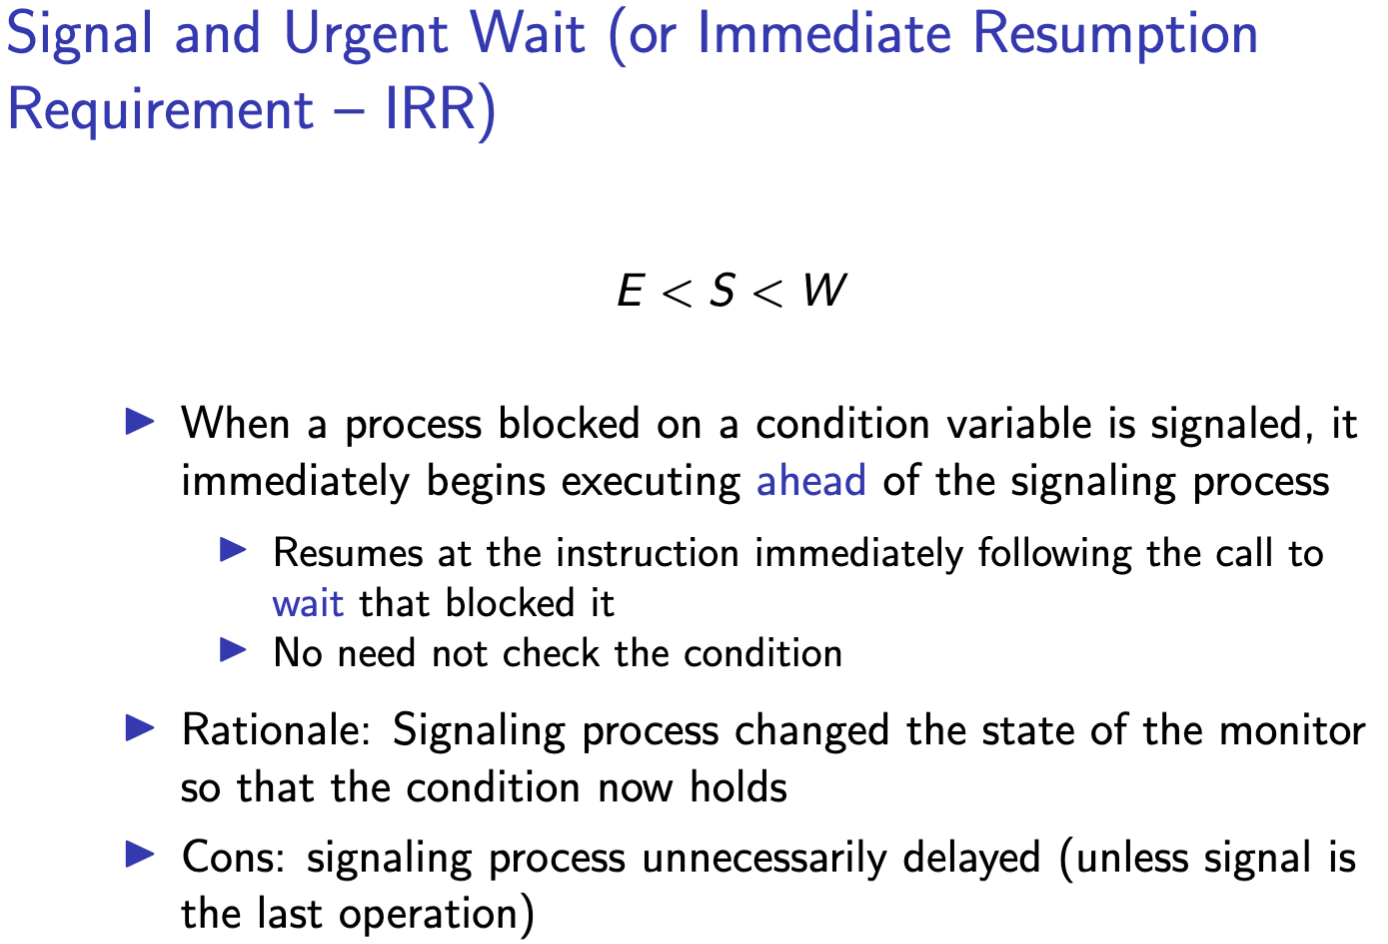 Signal and Urgent Wait (or Immediate Resumption
Requirement – IRR)
E < S < W
▶ When a process blocked on a condition variable is signaled, it
immediately begins executing ahead of the signaling process
▶ Resumes at the instruction immediately following the call to
wait that blocked it
▶ No need not check the condition
▶ Rationale: Signaling process changed the state of the monitor
so that the condition now holds
▶ Cons: signaling process unnecessarily delayed (unless signal is
the last operation)